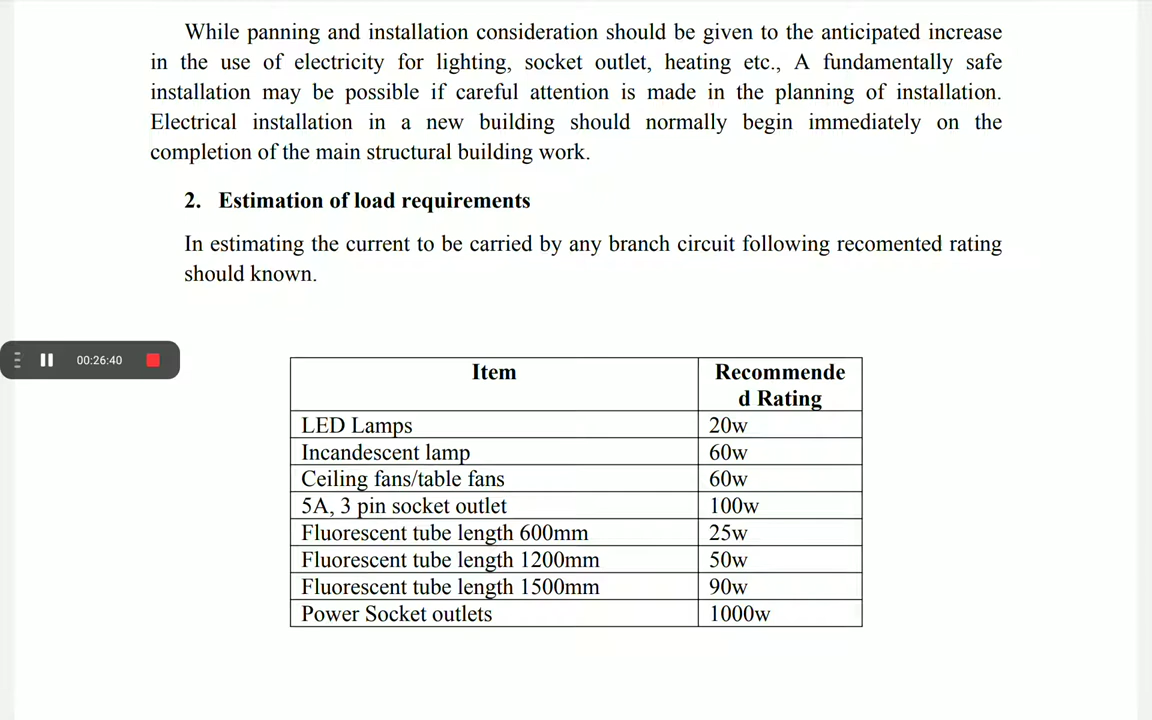 While panning and installation consideration should be given to the anticipated increase
in the use of electricity for lighting, socket outlet, heating etc., A fundamentally safe
installation may be possible if careful attention is made in the planning of installation.
Electrical installation in a new building should normally begin immediately on the
completion of the main structural building work.
2. Estimation of load requirements
In estimating the current to be carried by any branch circuit following recomented rating
should known.
00:26:40
Item Recommende
d Rating
LED Lamps 20w
Incandescent lamp 60w
Ceiling fans/table fans 60w
5A, 3 pin socket outlet 100w
Fluorescent tube length 600mm 25w
Fluorescent tube length 1200mm 50w
Fluorescent tube length 1500mm 90w
Power Socket outlets 1000w